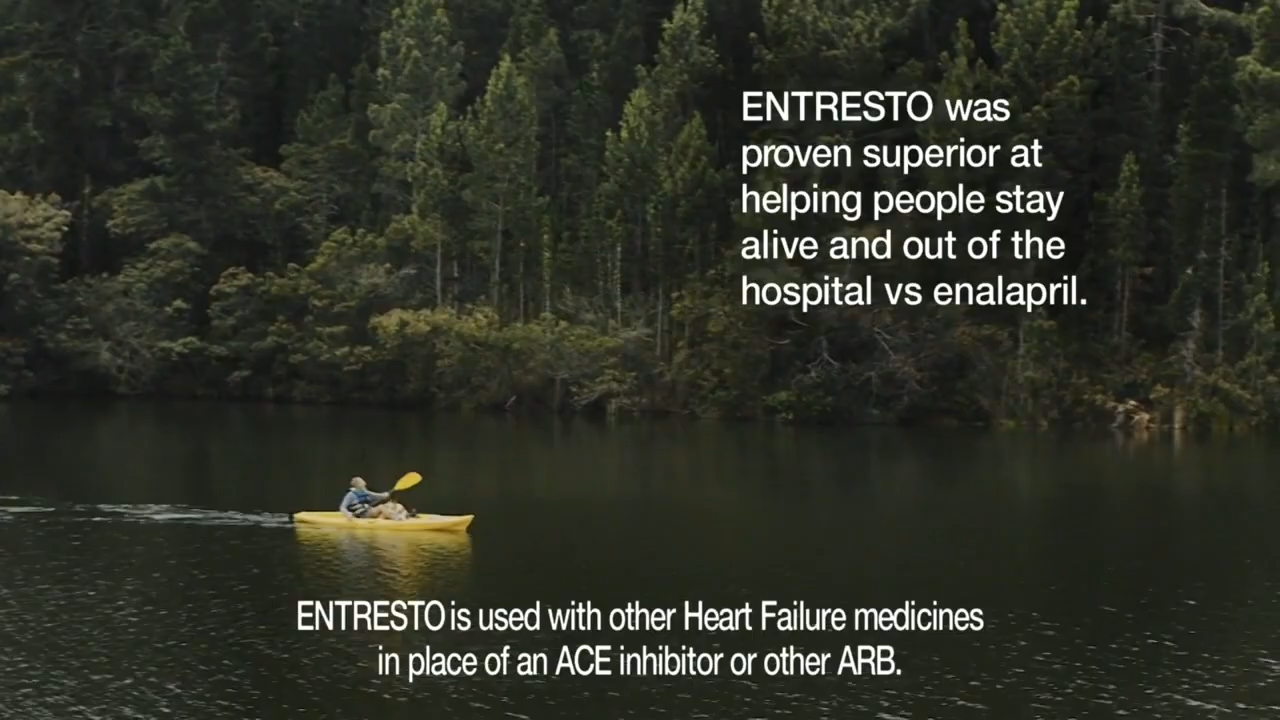 ENTRESTO was
proven superior at
helping people stay
alive and out of the
hospital vs enalapril.
ENTRESTO is used with other Heart Failure medicines
in place of an ACE inhibitor or other ARB.